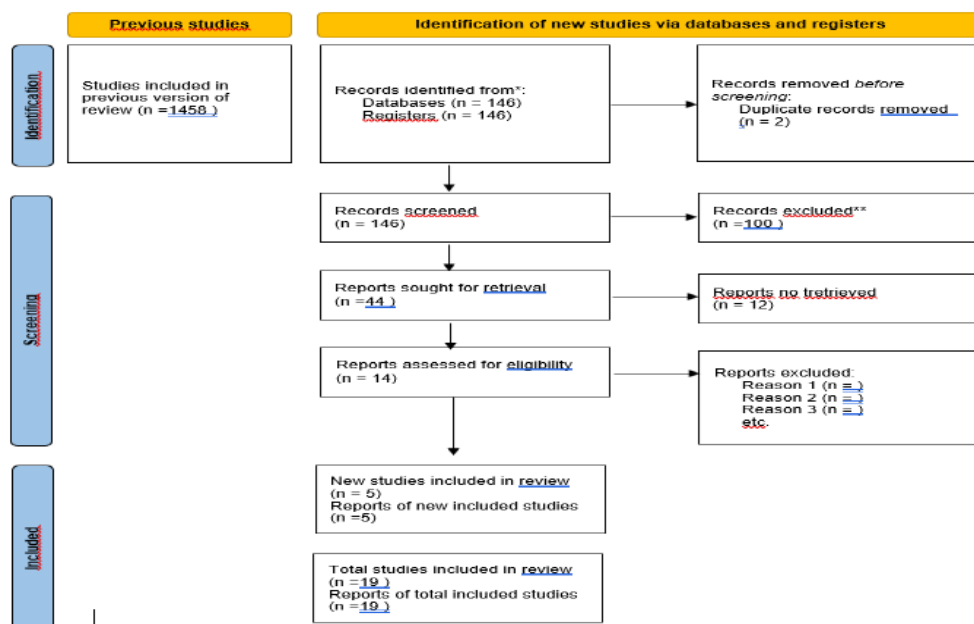 Previous studies
Identification of new studies via databases and registers
Identification
Studies included in
previous version of
review (n =1458 )
Records identified from*:
Databases (n = 146)
Registers (n = 146)
Records removed before
screening:
Duplicate records removed
(n = 2)
Screening
Records screened
(n = 146)
Records excluded**
(n =100 )
Reports sought for retrieval
(n =44 )
Reports no tretrieved
(n = 12)
Reports assessed for eligibility
(n = 14)
Reports excluded:
Reason 1 (n = )
Reason 2 (n = )
Reason 3 (n = )
etc.
Included
New studies included in review
(n = 5)
Reports of new included studies
(n =5)
Total studies included in review
(n =19 )
Reports of total included studies
(n =19 )